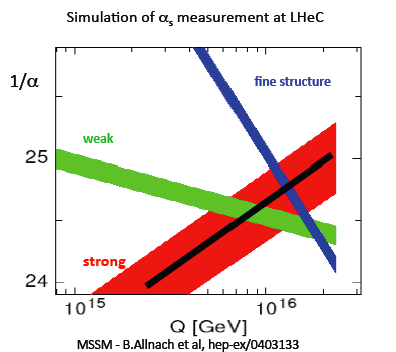 Simulation of αs measurement at LHeC
1/α
fine structure
weak
25
strong
24
10^15
10^16
Q [GeV]
MSSM - B.Allnach et al, hep-ex/0403133